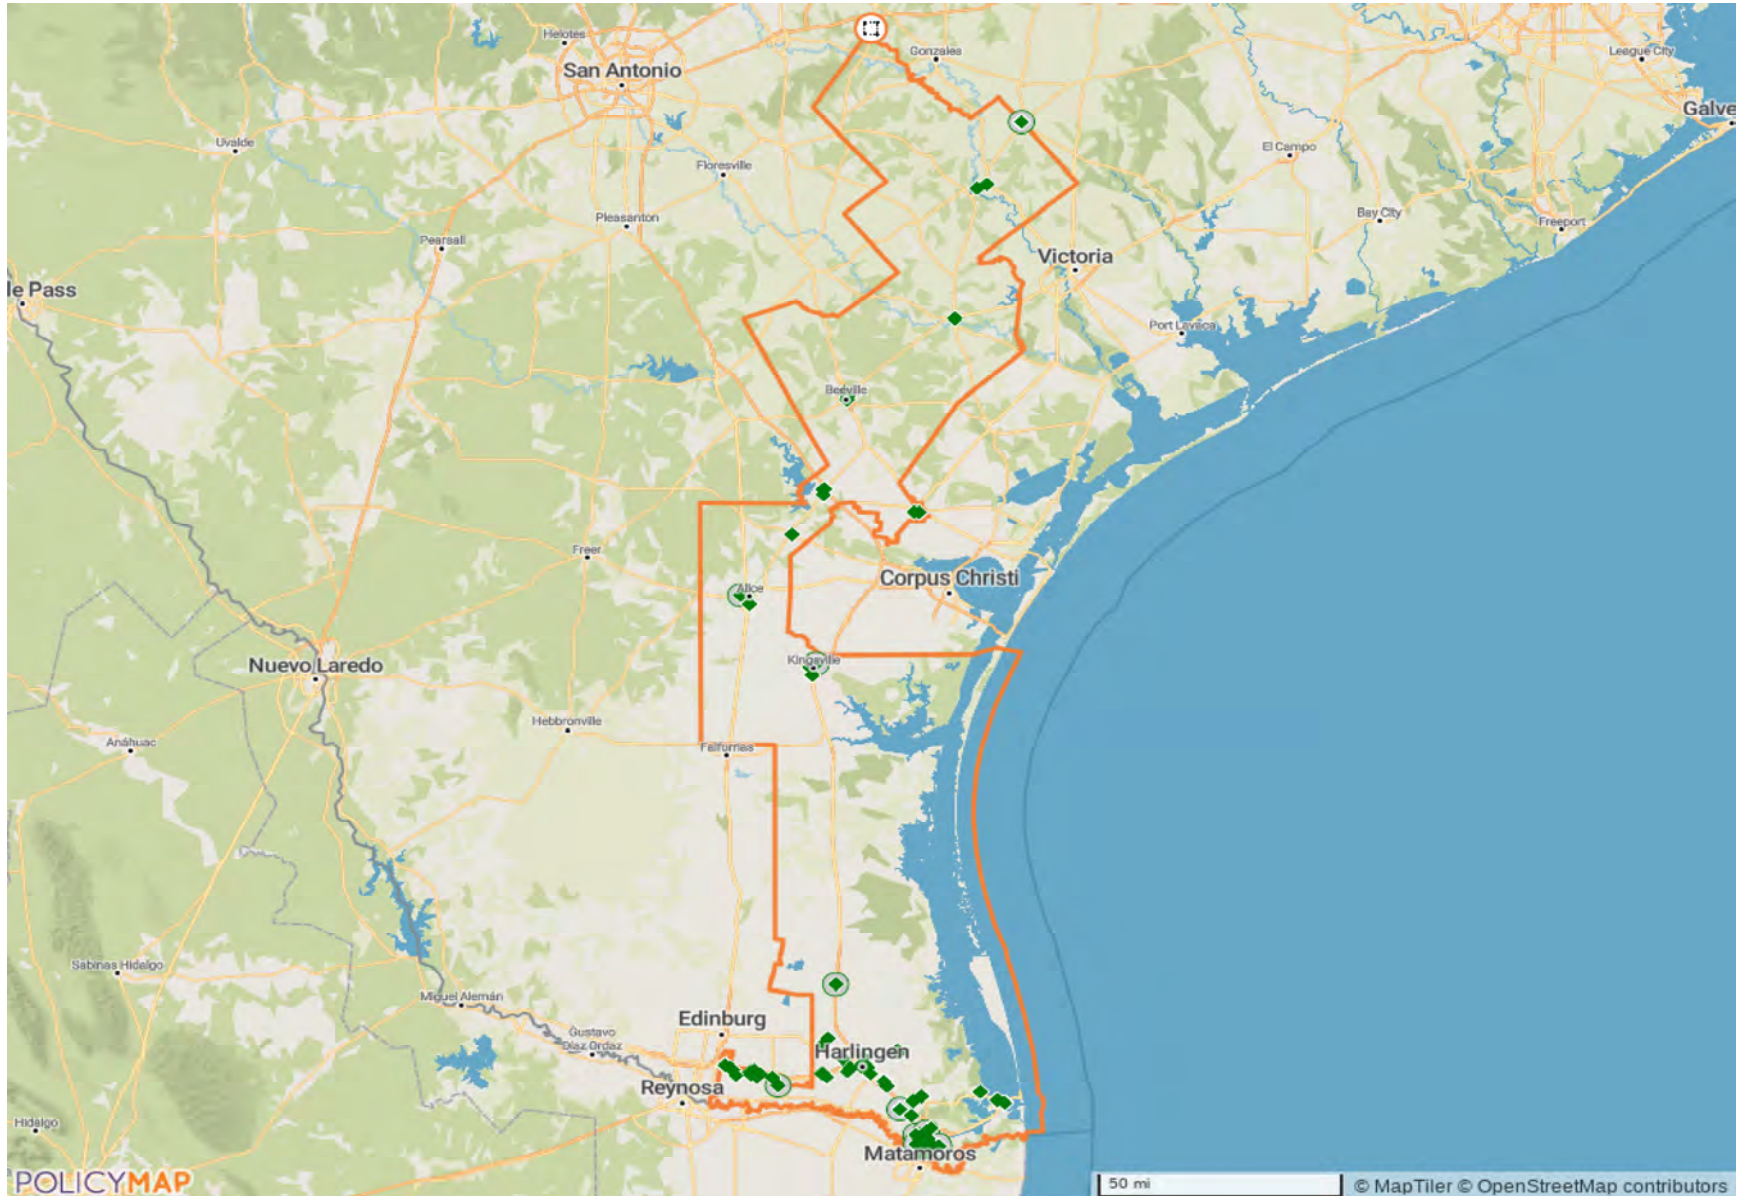 Helotes
San Antonio
Gonzales
League City
Galve
Uvalde
El Campo
Floresville
Pleasanton
Bay City
Freeport
Pearsall
Victoria
le Pass
Port Lavaca
Beeville
Freer
Corpus Christi
Alice
Nuevo Laredo
Kingsville
Hebbronville
Anáhuac
Falfurrias
Sabinas Hidalgo
Miguel Alemán
Edinburg
Gustavo
Díaz Ordaz
Harlingen
Reynosa
Hidalgo
Matamoros
POLICYMAP
50 mi
© MapTiler © OpenStreetMap contributors